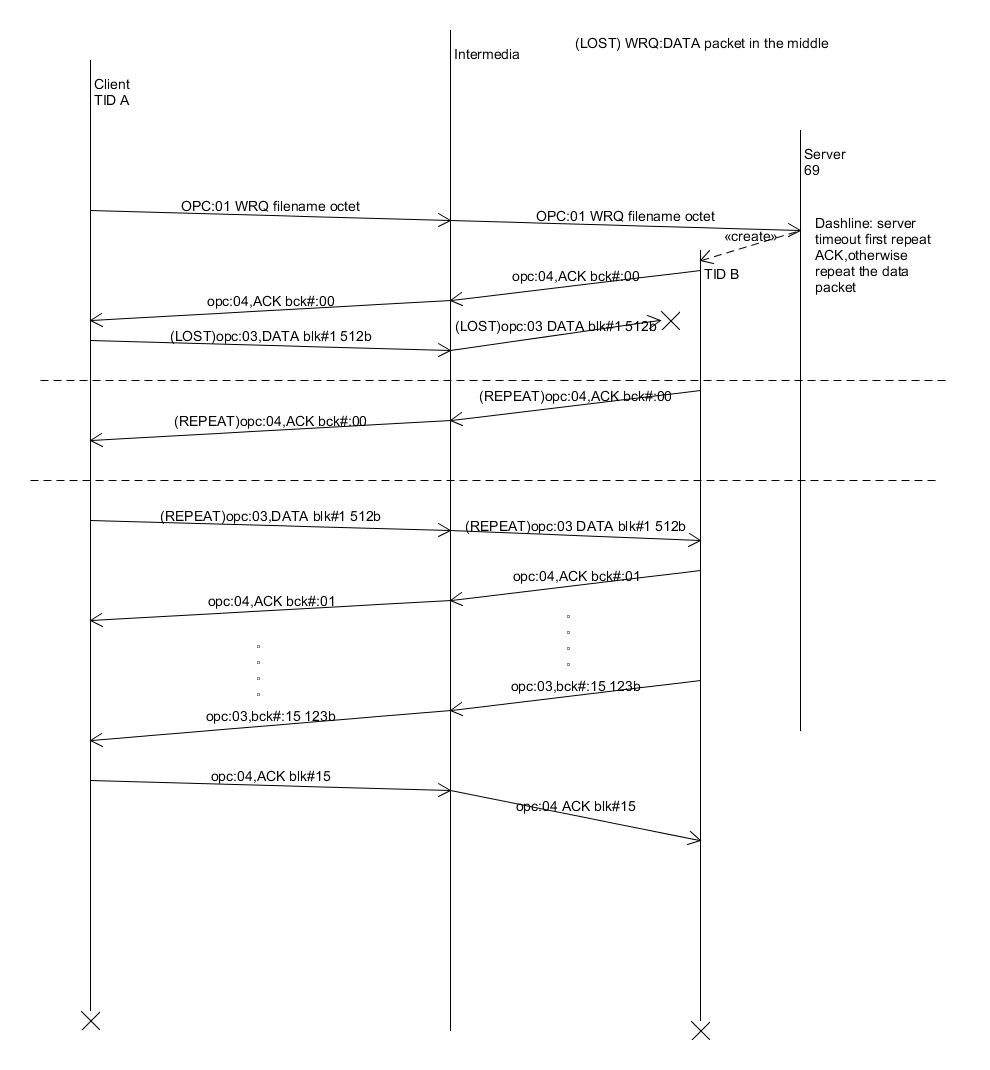 (LOST) WRQ:DATA packet in the middle
Intermedia
Client
TID A
Server
69
OPC:01 WRQ filename octet
OPC:01 WRQ filename octet
«create»
Dashline: server
timeout first repeat
ACK,otherwise
repeat the data
packet
TID B
opc:04,ACK bck#:00
opc:04,ACK bck#:00
(LOST)opc:03,DATA blk#1 512b
(LOST)opc:03 DATA blk#1 512b
(REPEAT)opc:04,ACK bck#:00
(REPEAT)opc:04,ACK bck#:00
(REPEAT)opc:03,DATA blk#1 512b
(REPEAT)opc:03 DATA blk#1 512b
opc:04,ACK bck#:01
opc:04,ACK bck#:01
opc:03,bck#:15 123b
opc:03,bck#:15 123b
opc:04,ACK blk#15
opc:04 ACK blk#15